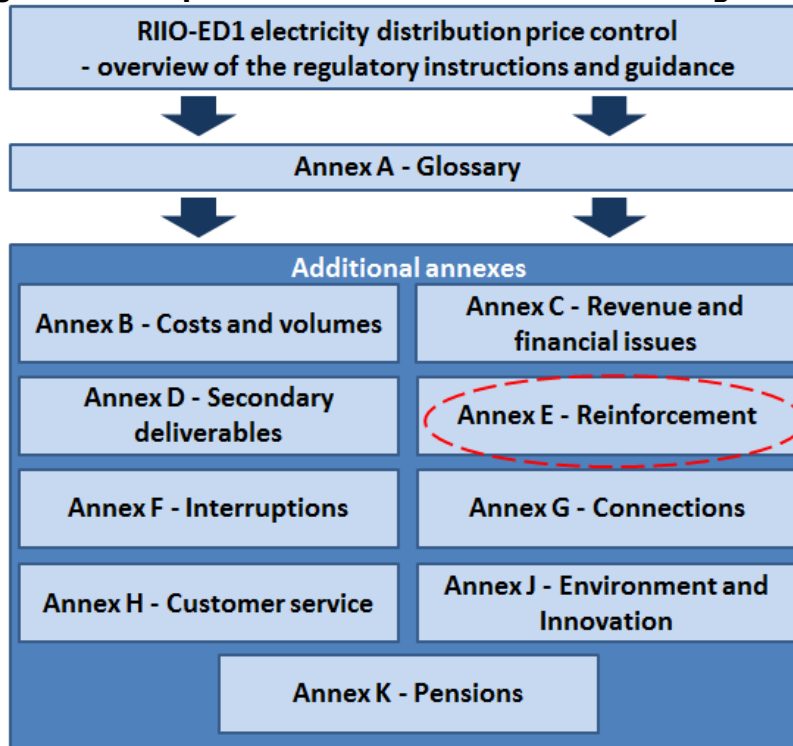 RIIO-ED1 electricity distribution price control
- overview of the regulatory instructions and guidance
Annex A - Glossary
Additional annexes
Annex B - Costs and volumes
Annex C - Revenue and
financial issues
Annex D - Secondary
deliverables
Annex E - Reinforcement
Annex F - Interruptions
Annex G - Connections
Annex H - Customer service
Annex J - Environment and
Innovation
Annex K - Pensions